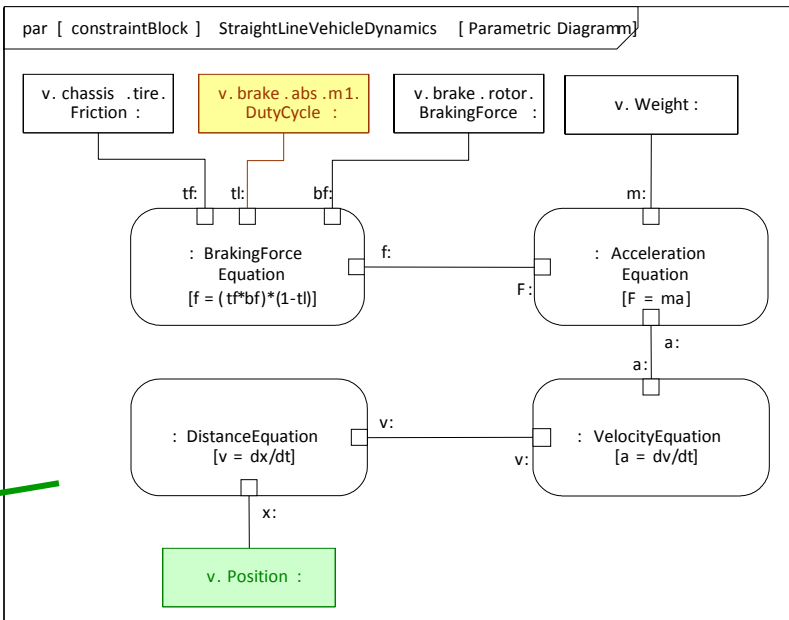 par [ constraintBlock ] StraightLineVehicleDynamics [ Parametric Diagramm]
v. chassis .tire.
Friction :
v. brake .abs .m1.
DutyCycle :
v. brake .rotor.
BrakingForce :
v. Weight :
tf:
tl:
bf:
m:
: BrakingForce
Equation
[f = (tf*bf)*(1-tl)]
f:
F:
: Acceleration
Equation
[F = ma]
a:
a:
: DistanceEquation
[v = dx/dt]
v:
v:
: VelocityEquation
[a = dv/dt]
x:
v. Position :